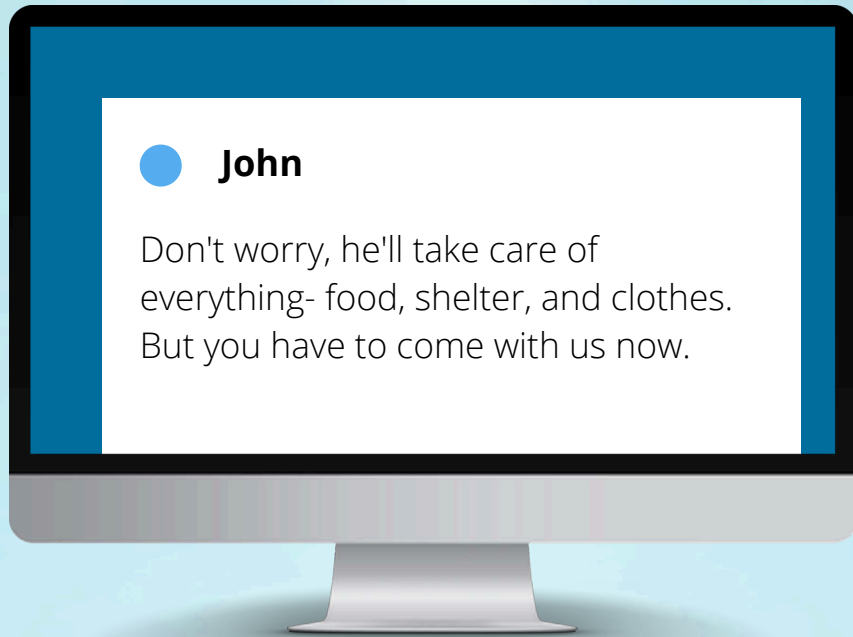 John
Don't worry, he'll take care of
everything- food, shelter, and clothes.
But you have to come with us now.